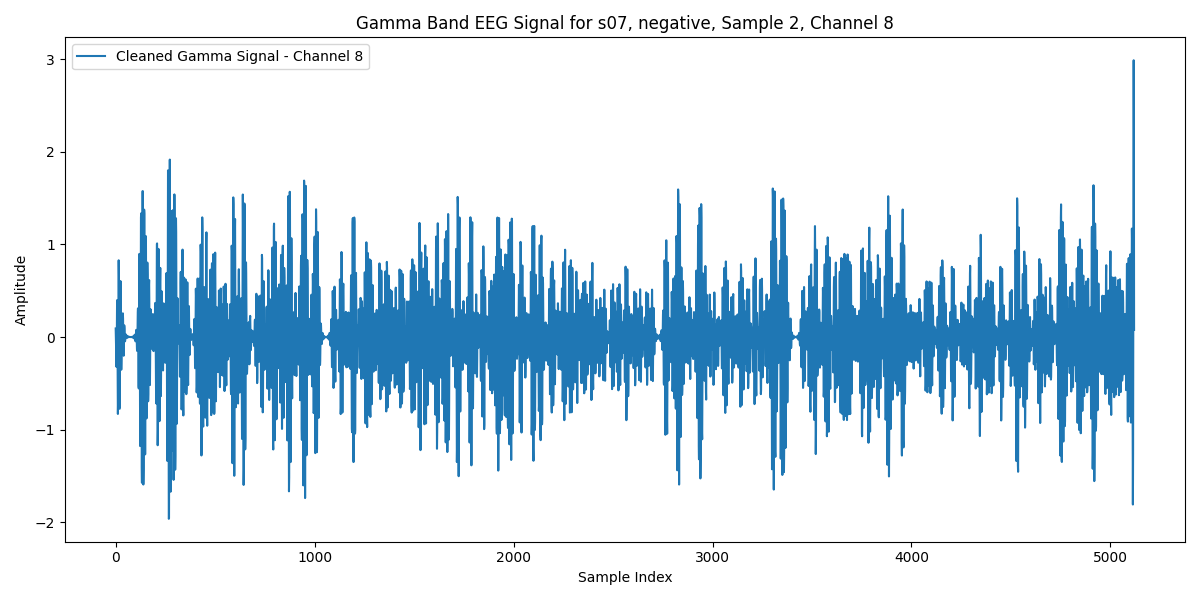 Gamma Band EEG Signal for s07, negative, Sample 2, Channel 8
Cleaned Gamma Signal - Channel 8
3
2
1
0
−1
−2
Amplitude
0 1000 2000 3000 4000 5000
Sample Index